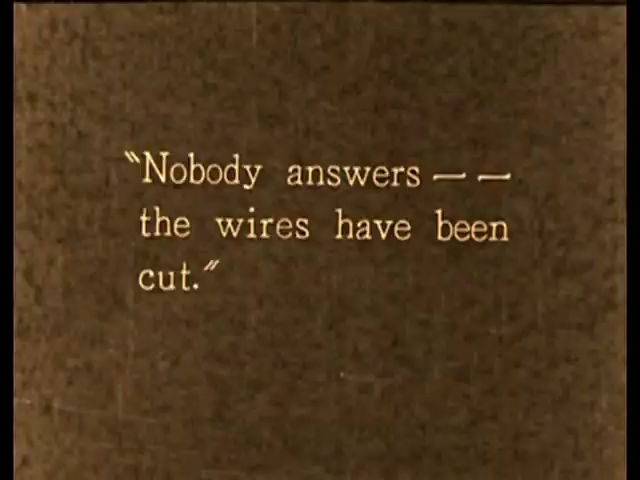 "Nobody answers — —
the wires have been
cut."